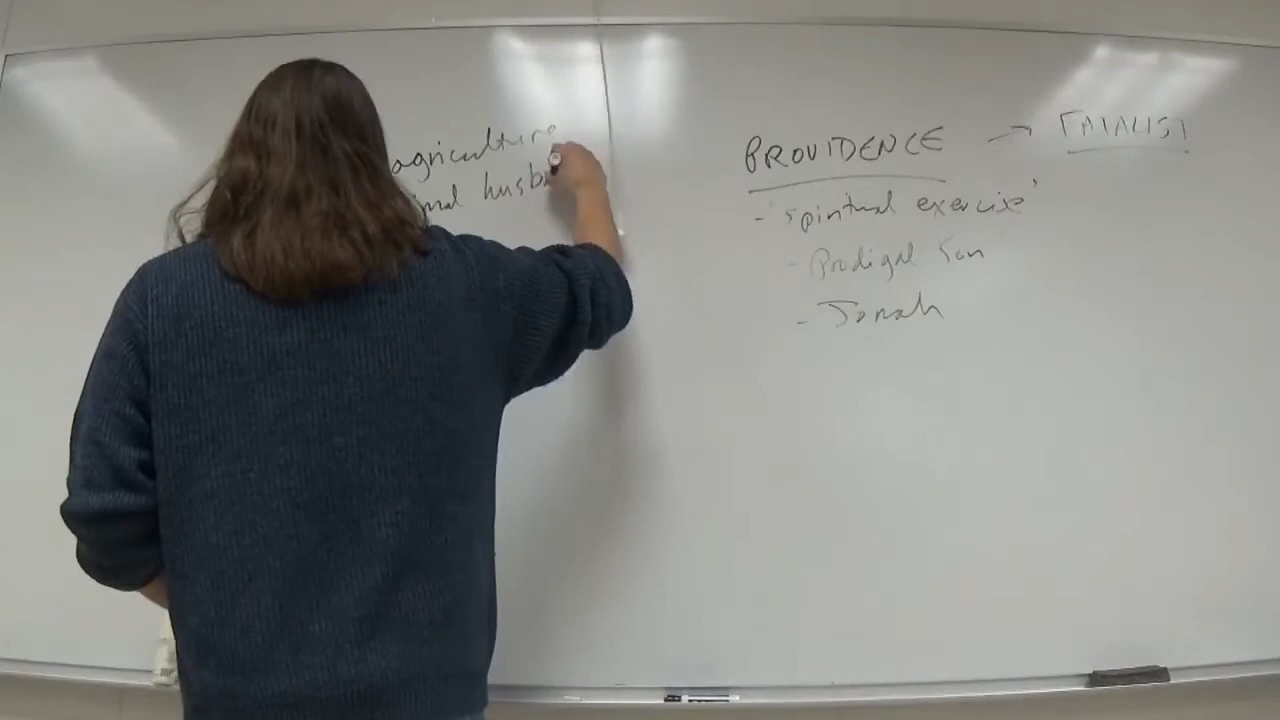 agriculture
husb
PROVIDENCE → FATALIST
- 'spiritual exercise'
- Prodigal Son
- Jonah